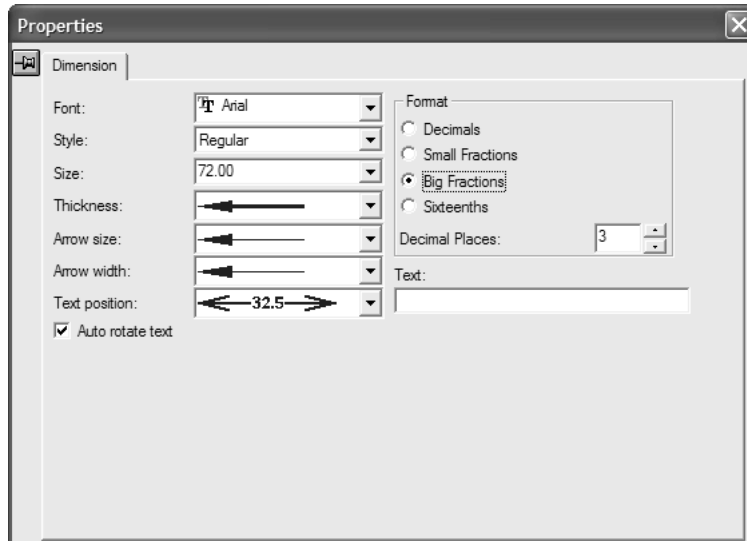 Properties
Dimension
Font: Arial
Style: Regular
Size: 72.00
Thickness:
Arrow size:
Arrow width:
Text position: 32.5
Auto rotate text
Format
Decimals
Small Fractions
Big Fractions
Sixteenths
Decimal Places: 3
Text: